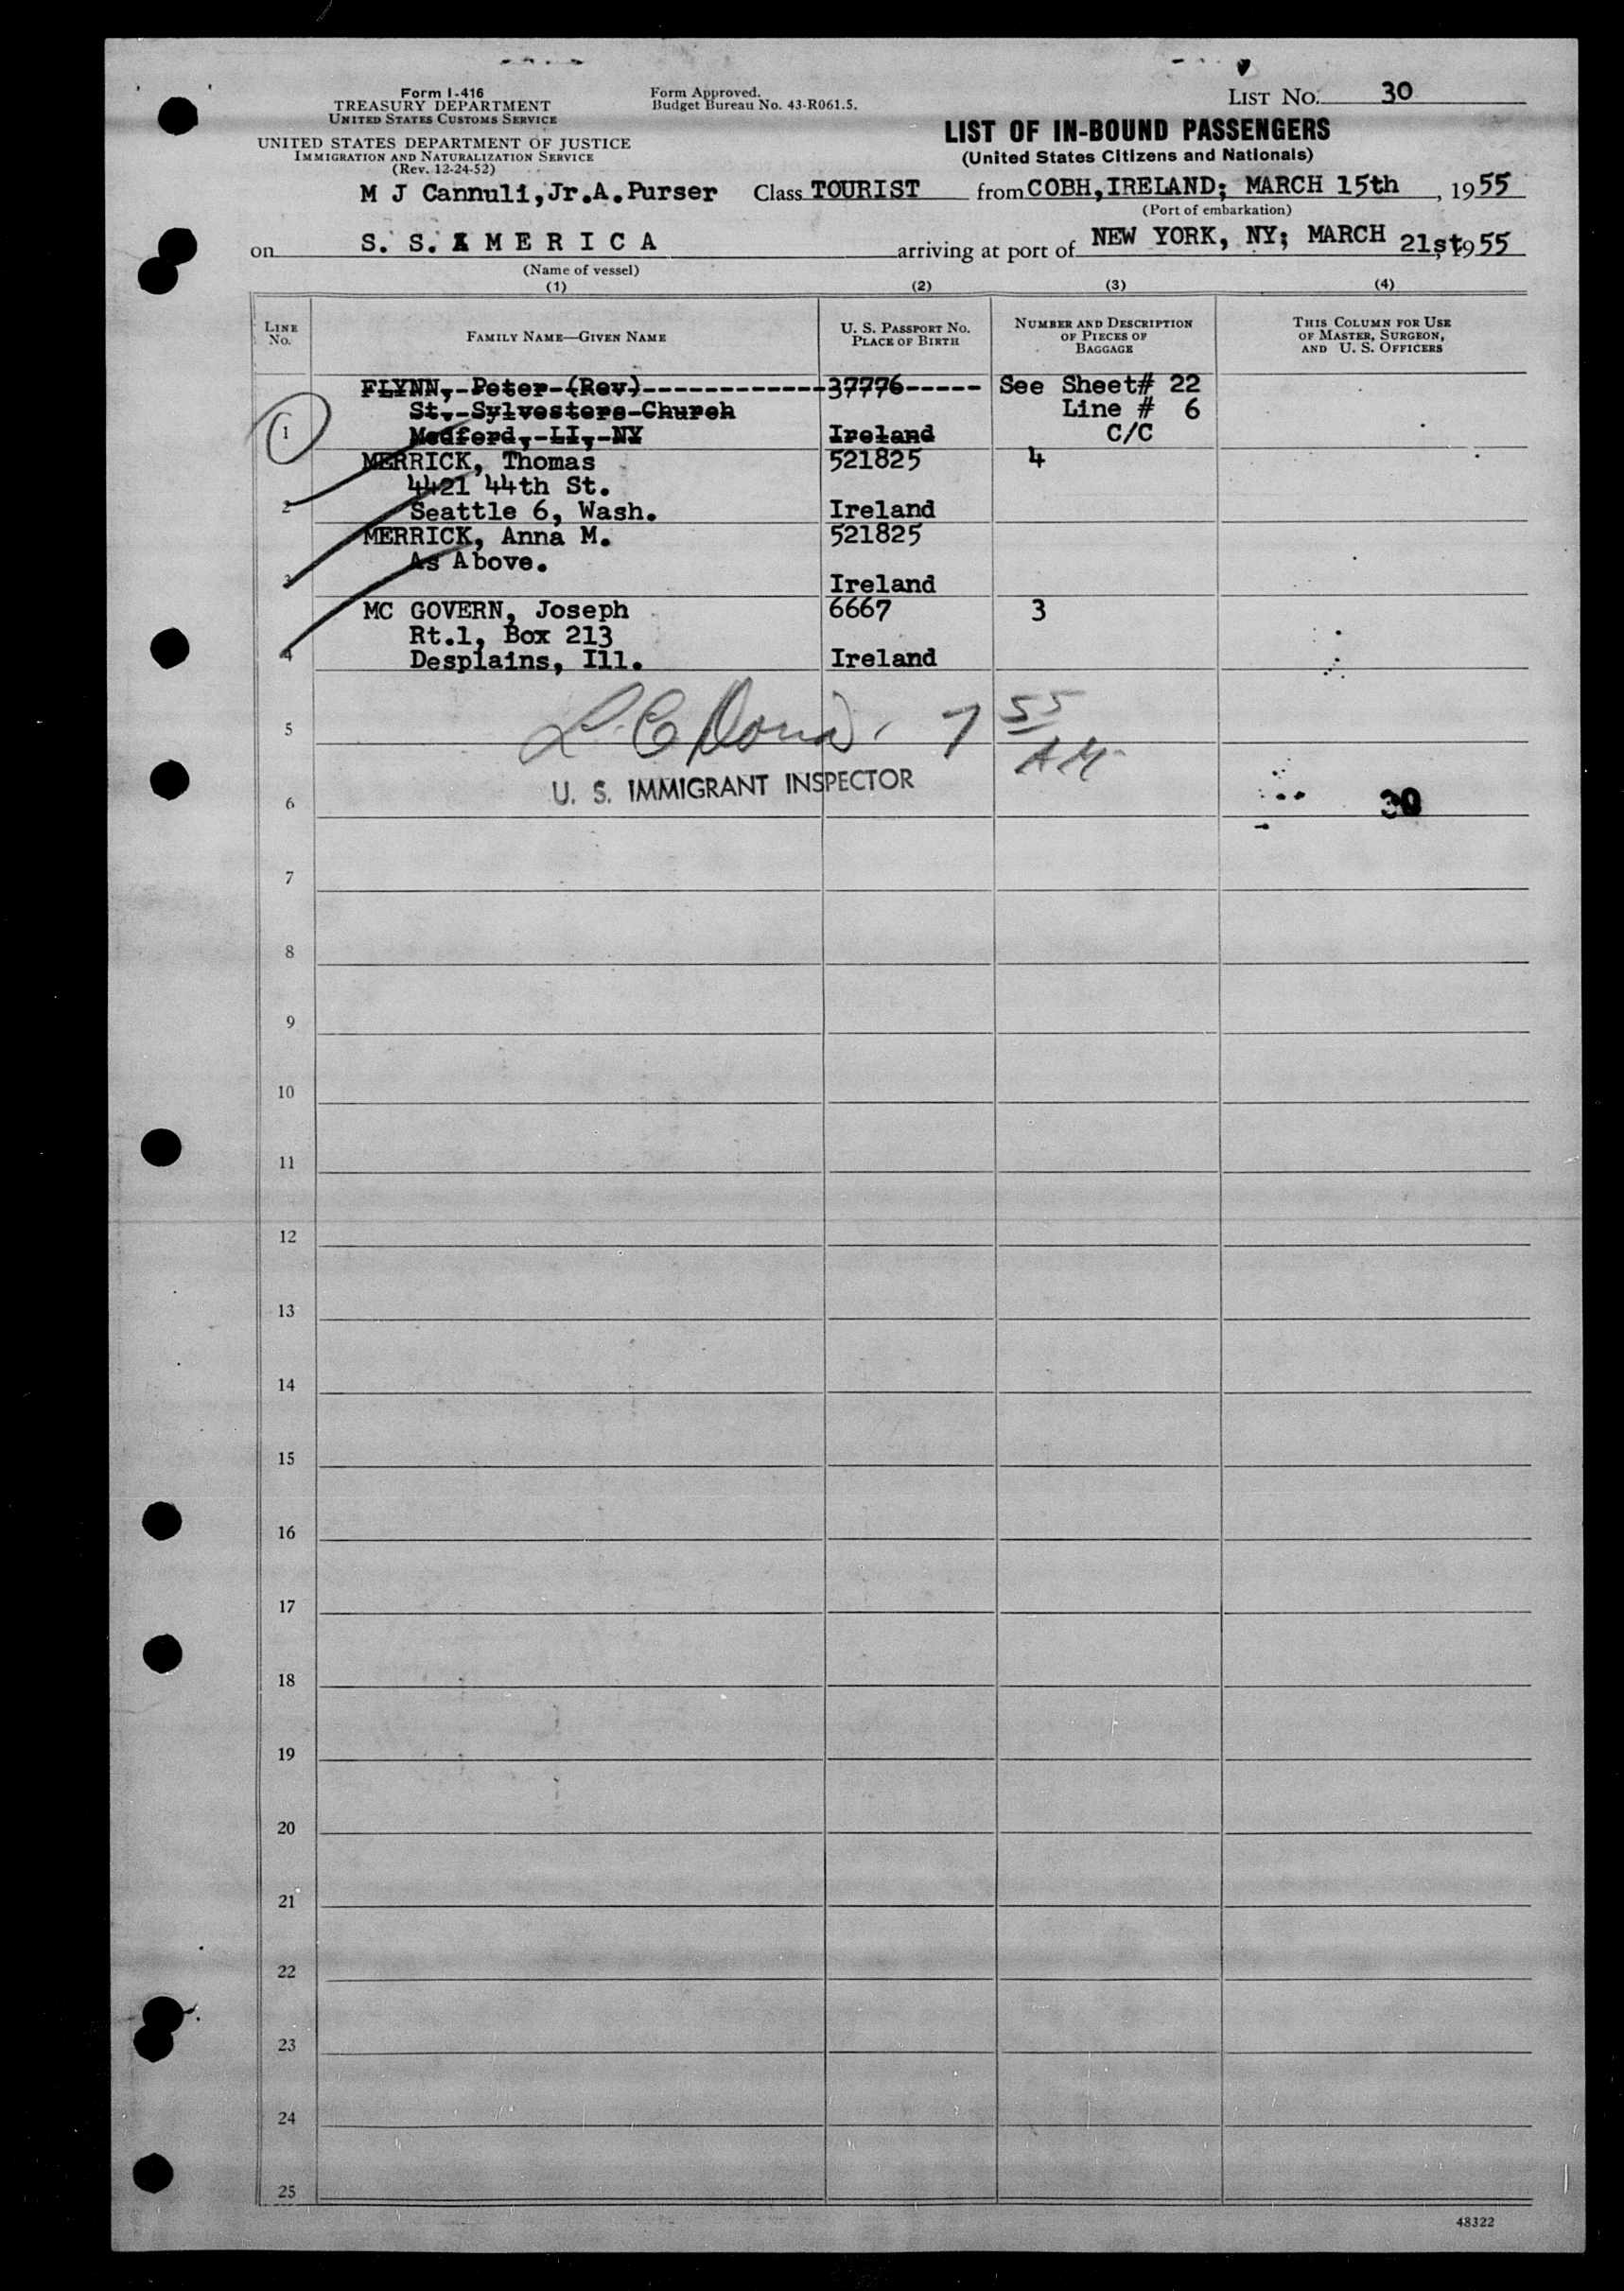 Form I-416
TREASURY DEPARTMENT
UNITED STATES CUSTOMS SERVICE
UNITED STATES DEPARTMENT OF JUSTICE
IMMIGRATION AND NATURALIZATION SERVICE
(Rev. 12-24-52)
Form Approved.
Budget Bureau No. 43-R061.5.
LIST NO. 30
LIST OF IN-BOUND PASSENGERS
(United States Citizens and Nationals)
M J Cannuli,Jr.A.Purser Class TOURIST from COBH,IRELAND; MARCH 15th, 1955
(Port of embarkation)
on S. S. A M E R I C A arriving at port of NEW YORK, NY; MARCH 21st, 1955
(Name of vessel)
(1) (2) (3) (4)
LINE NO.
FAMILY NAME—GIVEN NAME
U. S. PASSPORT NO.
PLACE OF BIRTH
NUMBER AND DESCRIPTION
OF PIECES OF
BAGGAGE
THIS COLUMN FOR USE
OF MASTER, SURGEON,
AND U. S. OFFICERS
FLYNN,-Peter-(Rev)------------37776----- See Sheet# 22
St.-Sylvesters-Church Line # 6
1 Medford,-LI,-NY Ireland C/C
MERRICK, Thomas 521825 4
4421 44th St.
2 Seattle 6, Wash. Ireland
MERRICK, Anna M. 521825
As Above.
3 Ireland
MC GOVERN, Joseph 6667 3
Rt.1, Box 213
4 Desplains, Ill. Ireland
7 55
5
AM
U. S. IMMIGRANT INSPECTOR
6 30
7
8
9
10
11
12
13
14
15
16
17
18
19
20
21
22
23
24
25
48322